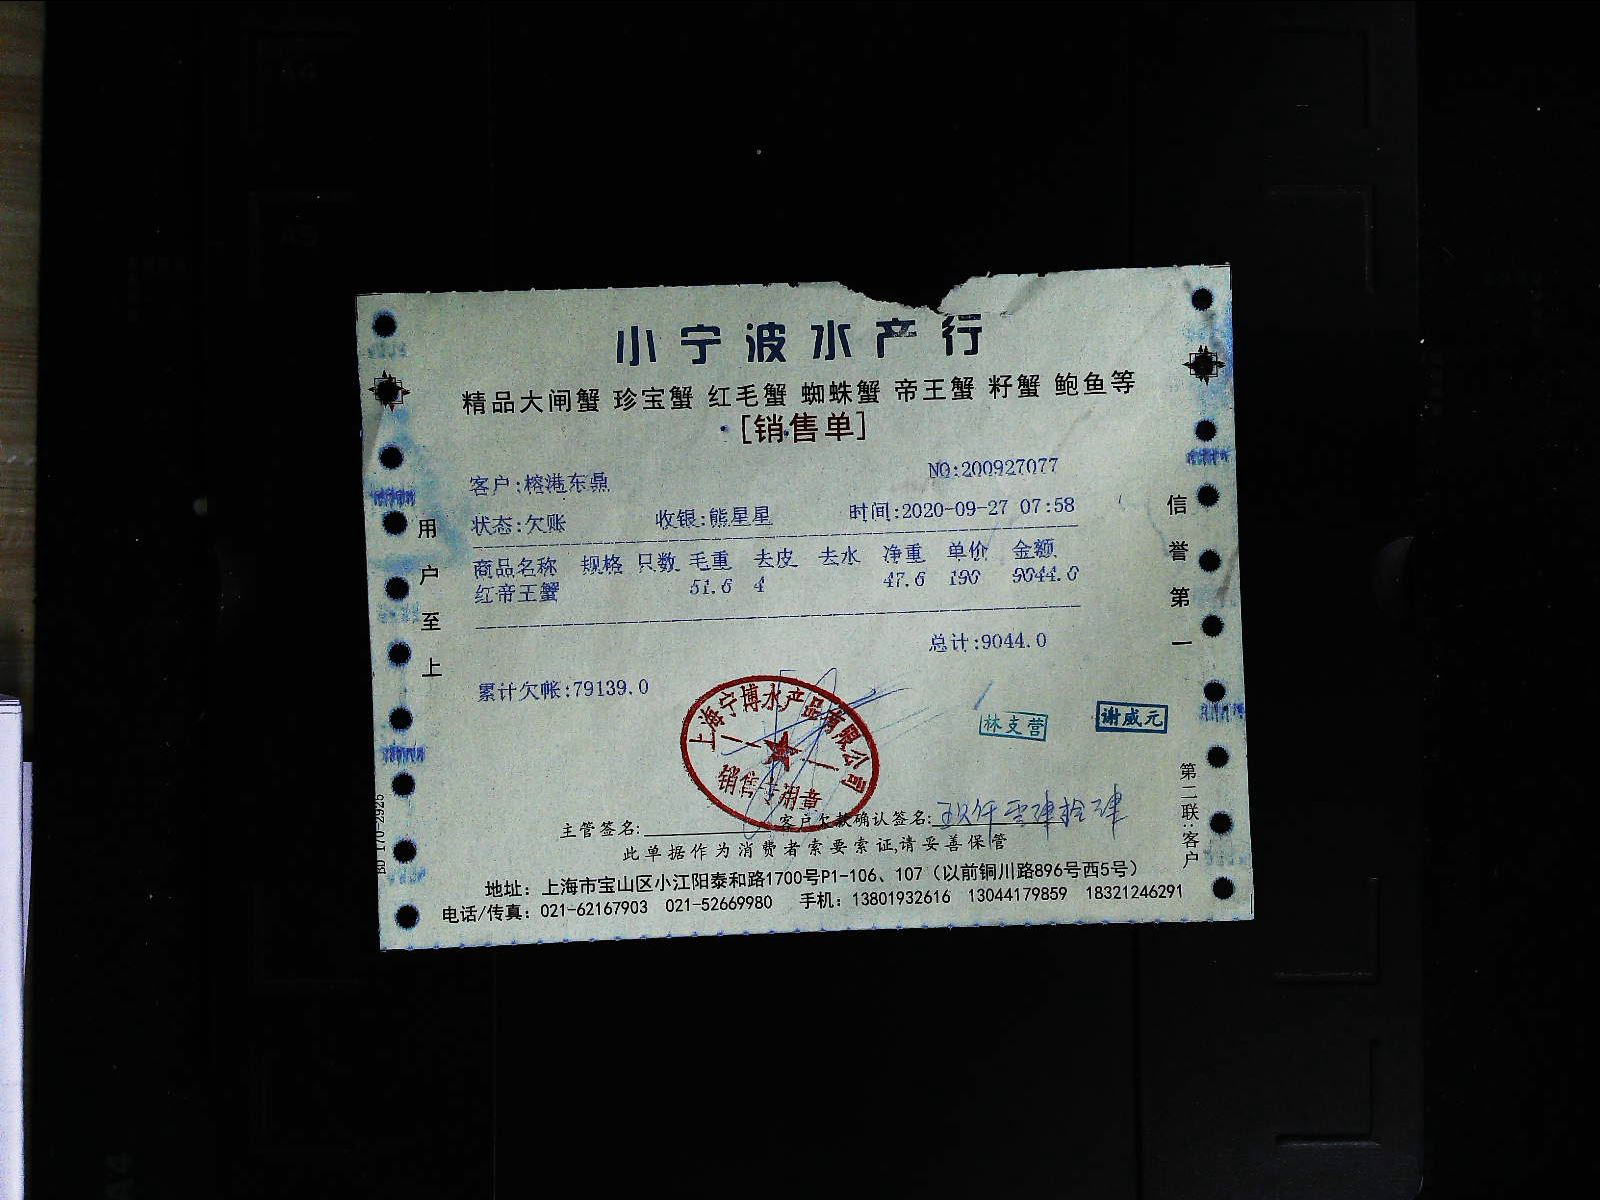 小宁波水产行
精品大闸蟹 珍宝蟹 红毛蟹 蜘蛛蟹 帝王蟹 籽蟹 鲍鱼等
[销售单]
NO:200927077
客户:榕港东鼎
状态:欠账 收银:熊星星 时间:2020-09-27 07:58
商品名称 规格 只数 毛重 去皮 去水 净重 单价 金额
红帝王蟹 51.6 4 47.6 190 9044.0
总计:9044.0
累计欠帐:79139.0
上海宁博水产品有限公司
销售专用章
林支营
谢威元
主管签名: 客户欠款确认签名:玖仟零肆拾肆
此单据作为消费者索要索证,请妥善保管
地址: 上海市宝山区小江阳泰和路1700号P1-106、107(以前铜川路896号西5号)
电话/传真: 021-62167903 021-52669980 手机: 13801932616 13044179859 18321246291
用户至上
信誉第一
第二联:客户